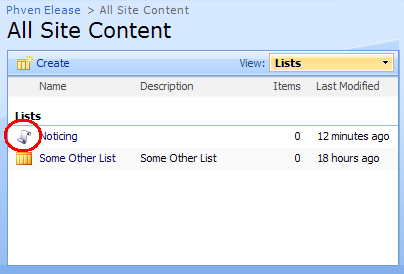 Phven Elease > All Site Content
All Site Content
Create View: Lists
Name Description Items Last Modified
Lists
Noticing 0 12 minutes ago
Some Other List Some Other List 0 18 hours ago